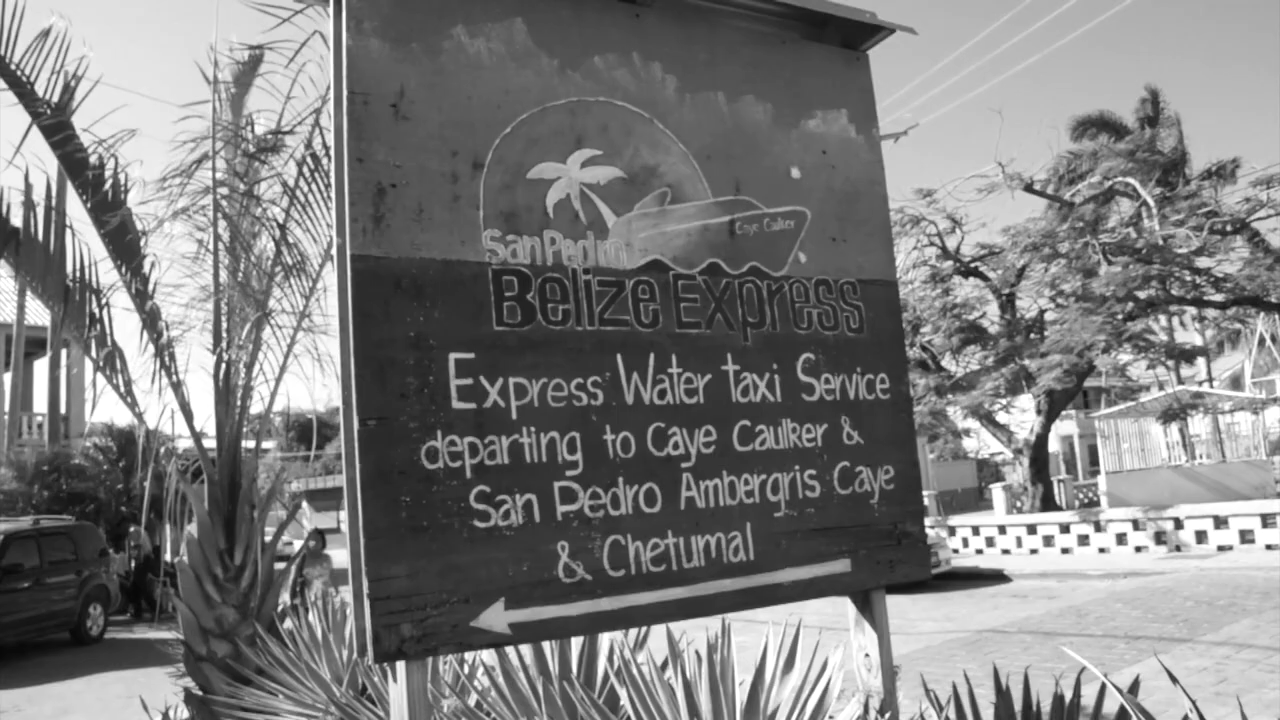 San Pedro
Caye Caulker
Belize Express
Express Water taxi Service
departing to Caye Caulker &
San Pedro Ambergris Caye
& Chetumal